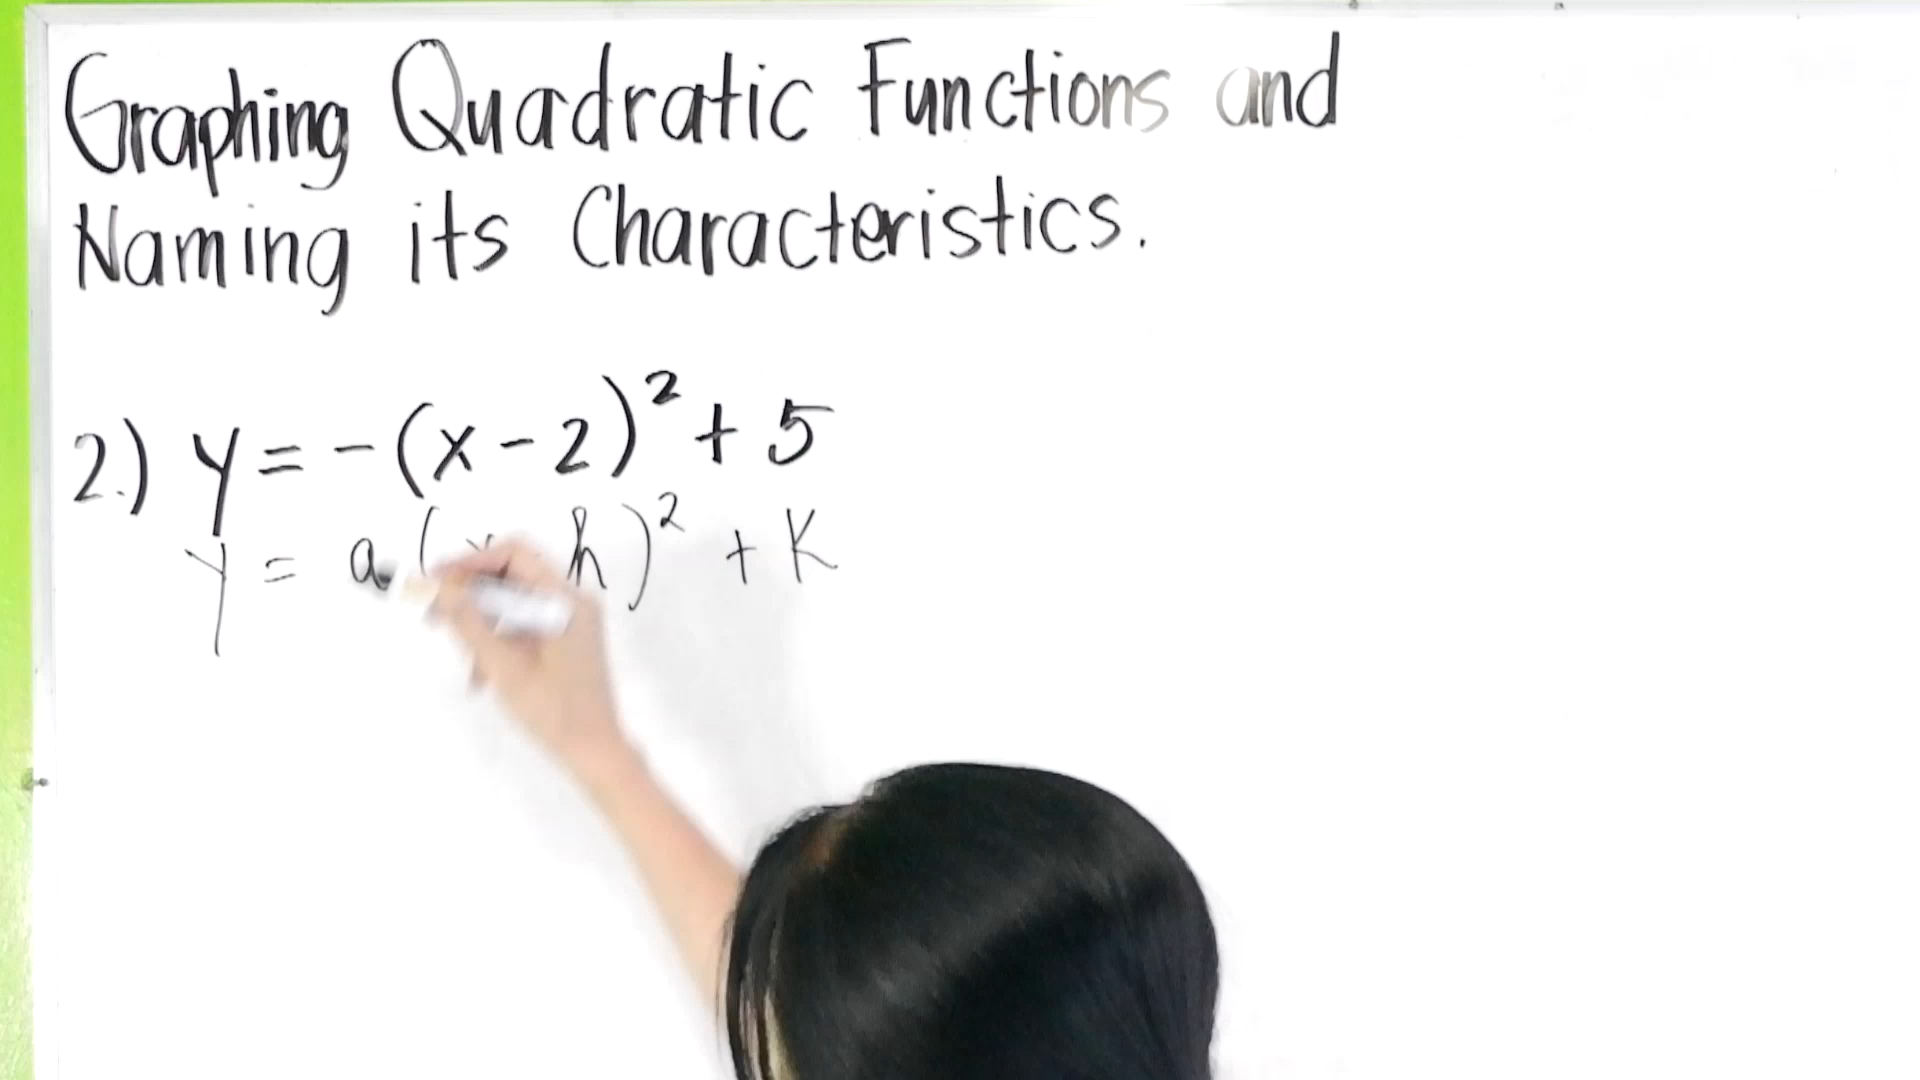 Graphing Quadratic Functions and
Naming its Characteristics.
2.) y = -(x - 2)² + 5
y = a(x - h)² + K